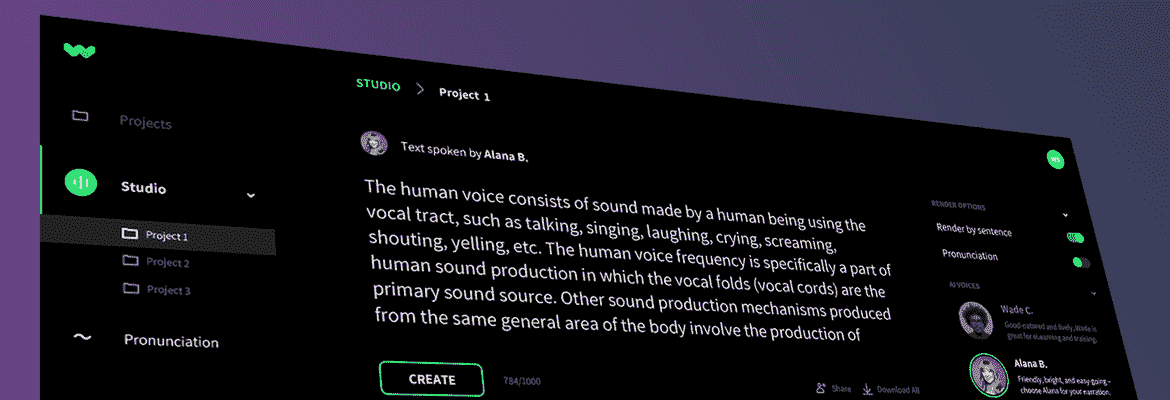 STUDIO > Project 1
Projects
Text spoken by Alana B.
Studio
Project 1
Project 2
Project 3
Pronunciation
The human voice consists of sound made by a human being using the
vocal tract, such as talking, singing, laughing, crying, screaming,
shouting, yelling, etc. The human voice frequency is specifically a part of
human sound production in which the vocal folds (vocal cords) are the
primary sound source. Other sound production mechanisms produced
from the same general area of the body involve the production of
CREATE
784/1000
Share
Download All
WS
RENDER OPTIONS
Render by sentence
Pronunciation
AI VOICES
Wade C.
Good-natured and lively, Wade is
great for eLearning and training.
Alana B.
Friendly, bright, and easy-going -
choose Alana for your narration.